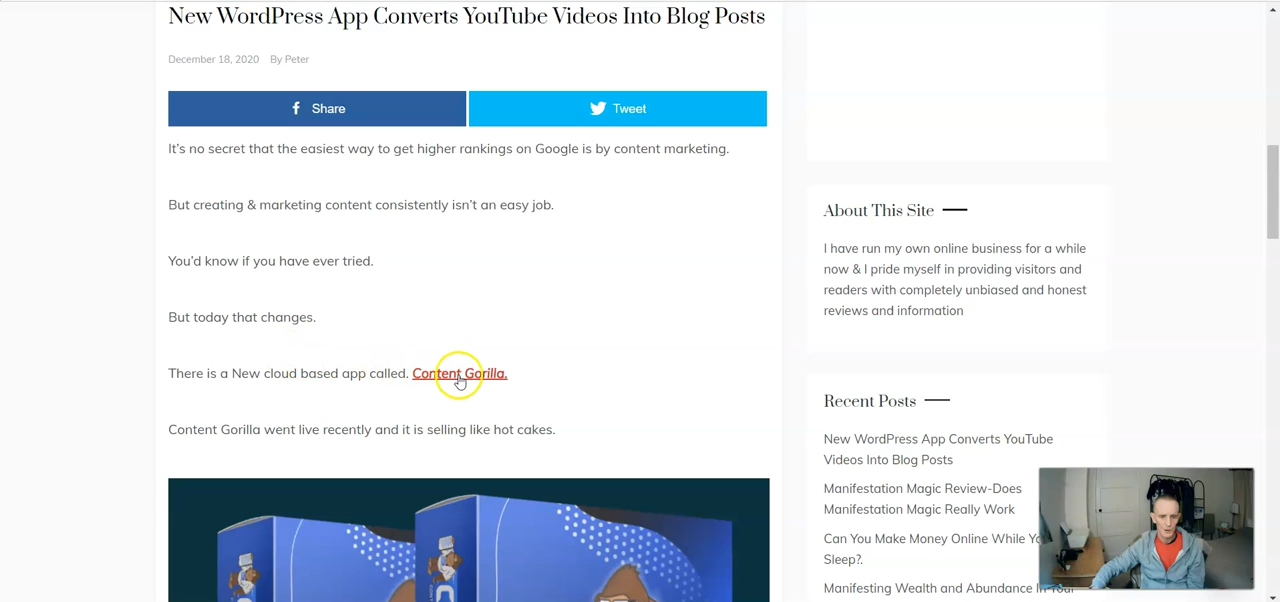 New WordPress App Converts YouTube Videos Into Blog Posts
December 18, 2020 By Peter
Share
Tweet
It's no secret that the easiest way to get higher rankings on Google is by content marketing.
But creating & marketing content consistently isn't an easy job.
You'd know if you have ever tried.
But today that changes.
There is a New cloud based app called. Content Gorilla.
Content Gorilla went live recently and it is selling like hot cakes.
About This Site
I have run my own online business for a while
now & I pride myself in providing visitors and
readers with completely unbiased and honest
reviews and information
Recent Posts
New WordPress App Converts YouTube
Videos Into Blog Posts
Manifestation Magic Review-Does
Manifestation Magic Really Work
Can You Make Money Online While
Sleep?.
Manifesting Wealth and Abundance